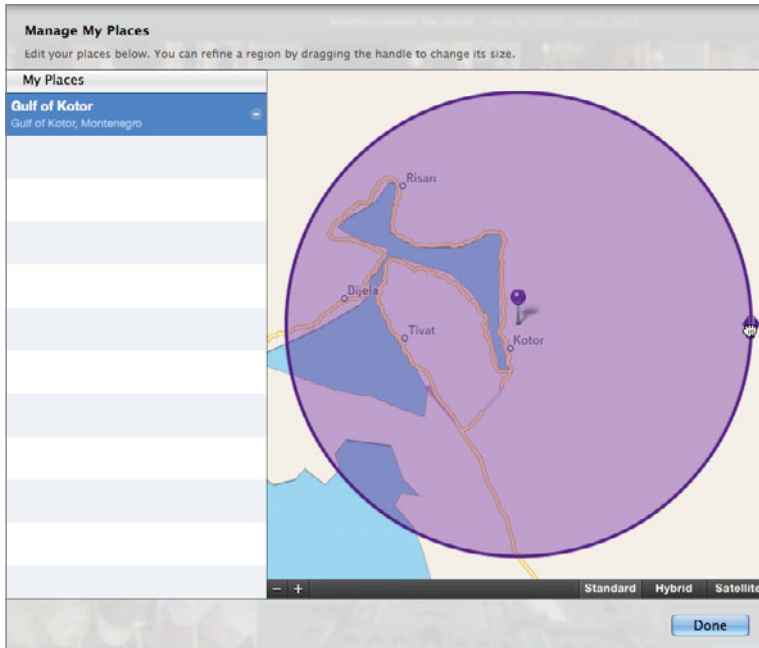 Manage My Places
Edit your places below. You can refine a region by dragging the handle to change its size.
My Places
Gulf of Kotor
Gulf of Kotor, Montenegro
Risan
Bijela
Tivat
Kotor
Standard Hybrid Satellite
Done